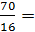 70/16 =